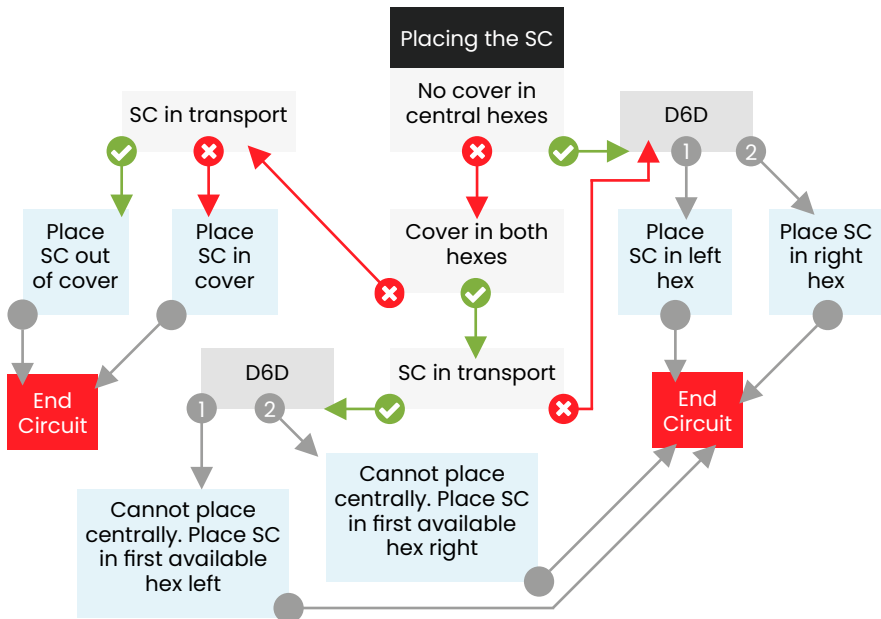 Placing the SC
No cover in
central hexes
SC in transport
D6D
1
2
Place
SC out
of cover
Place
SC in
cover
Cover in both
hexes
Place
SC in left
hex
Place SC
in right
hex
D6D
1
2
SC in transport
End
Circuit
End
Circuit
Cannot place
centrally. Place SC
in first available
hex right
Cannot place
centrally. Place SC
in first available
hex left